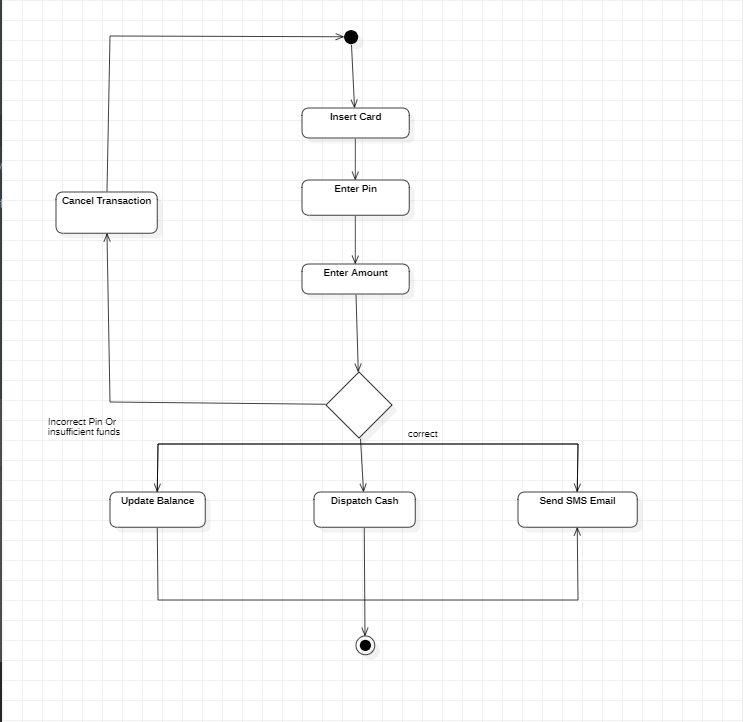 Insert Card
Enter Pin
Cancel Transaction
Enter Amount
Incorrect Pin Or
insufficient funds
correct
Update Balance
Dispatch Cash
Send SMS Email